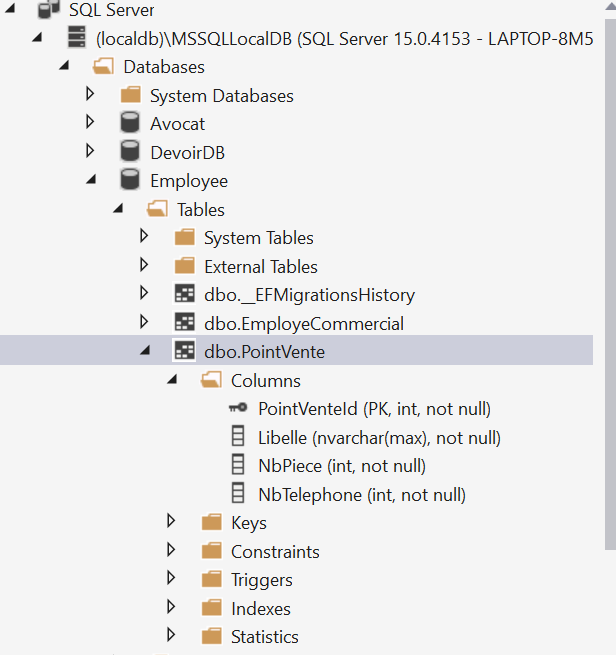 SQL Server
(localdb)\MSSQLLocalDB (SQL Server 15.0.4153 - LAPTOP-8M5
Databases
System Databases
Avocat
DevoirDB
Employee
Tables
System Tables
External Tables
dbo.__EFMigrationsHistory
dbo.EmployeCommercial
dbo.PointVente
Columns
PointVenteId (PK, int, not null)
Libelle (nvarchar(max), not null)
NbPiece (int, not null)
NbTelephone (int, not null)
Keys
Constraints
Triggers
Indexes
Statistics